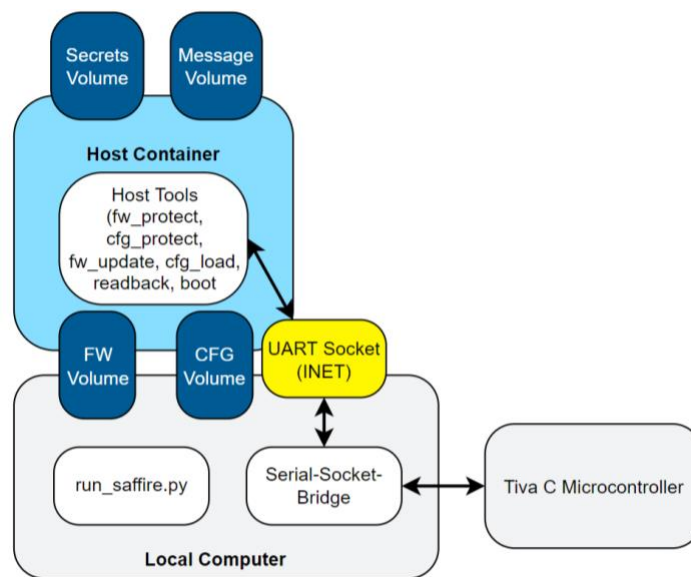 Secrets
Volume
Message
Volume
Host Container
Host Tools
(fw_protect,
cfg_protect,
fw_update, cfg_load,
readback, boot
FW
Volume
CFG
Volume
UART Socket
(INET)
run_saffire.py
Serial-Socket-
Bridge
Tiva C Microcontroller
Local Computer